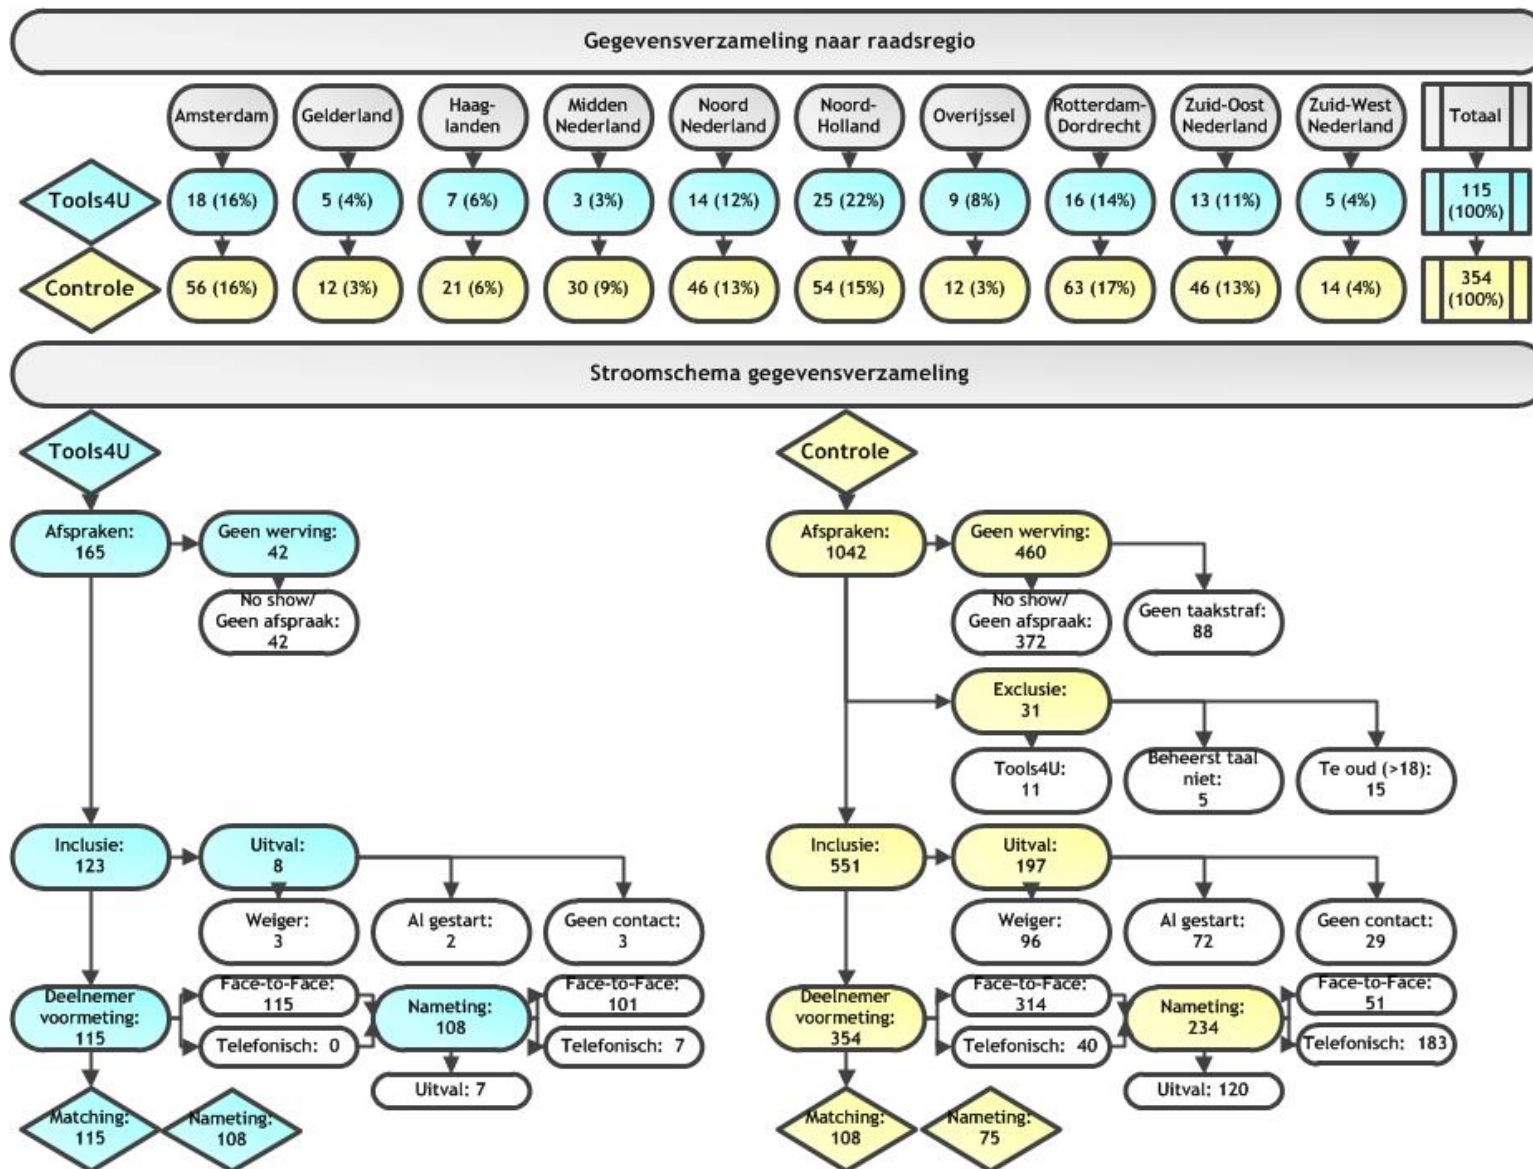 Gegevensverzameling naar raadsregio
Amsterdam
Gelderland
Haag-
landen
Midden
Nederland
Noord
Nederland
Noord-
Holland
Overijssel
Rotterdam-
Dordrecht
Zuid-Oost
Nederland
Zuid-West
Nederland
Totaal
Tools4U
18 (16%)
5 (4%)
7 (6%)
3 (3%)
14 (12%)
25 (22%)
9 (8%)
16 (14%)
13 (11%)
5 (4%)
115
(100%)
Controle
56 (16%)
12 (3%)
21 (6%)
30 (9%)
46 (13%)
54 (15%)
12 (3%)
63 (17%)
46 (13%)
14 (4%)
354
(100%)
Stroomschema gegevensverzameling
Tools4U
Afspraken:
165
Geen werving:
42
No show/
Geen afspraak:
42
Inclusie:
123
Uitval:
8
Weiger:
3
Al gestart:
2
Geen contact:
3
Deelnemer
voormeting:
115
Face-to-Face:
115
Telefonisch: 0
Nameting:
108
Face-to-Face:
101
Telefonisch: 7
Uitval: 7
Matching:
115
Nameting:
108
Controle
Afspraken:
1042
Geen werving:
460
No show/
Geen afspraak:
372
Geen taakstraf:
88
Exclusie:
31
Tools4U:
11
Beheerst taal
niet:
5
Te oud (>18):
15
Inclusie:
551
Uitval:
197
Weiger:
96
Al gestart:
72
Geen contact:
29
Deelnemer
voormeting:
354
Face-to-Face:
314
Telefonisch: 40
Nameting:
234
Face-to-Face:
51
Telefonisch: 183
Uitval: 120
Matching:
108
Nameting:
75